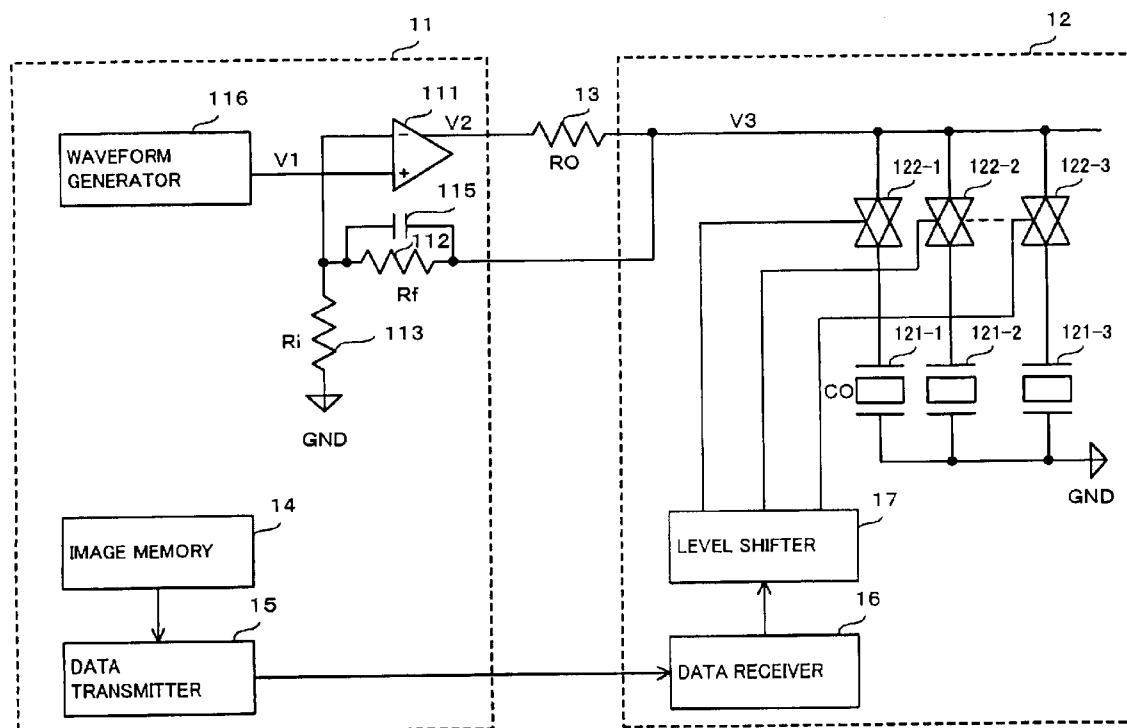 11
12
116
WAVEFORM
GENERATOR
V1
111
−
+
V2
13
RO
V3
122-1
122-2
122-3
115
112
Rf
Ri
113
GND
121-1
121-2
121-3
CO
GND
14
IMAGE MEMORY
17
LEVEL SHIFTER
15
DATA
TRANSMITTER
16
DATA RECEIVER